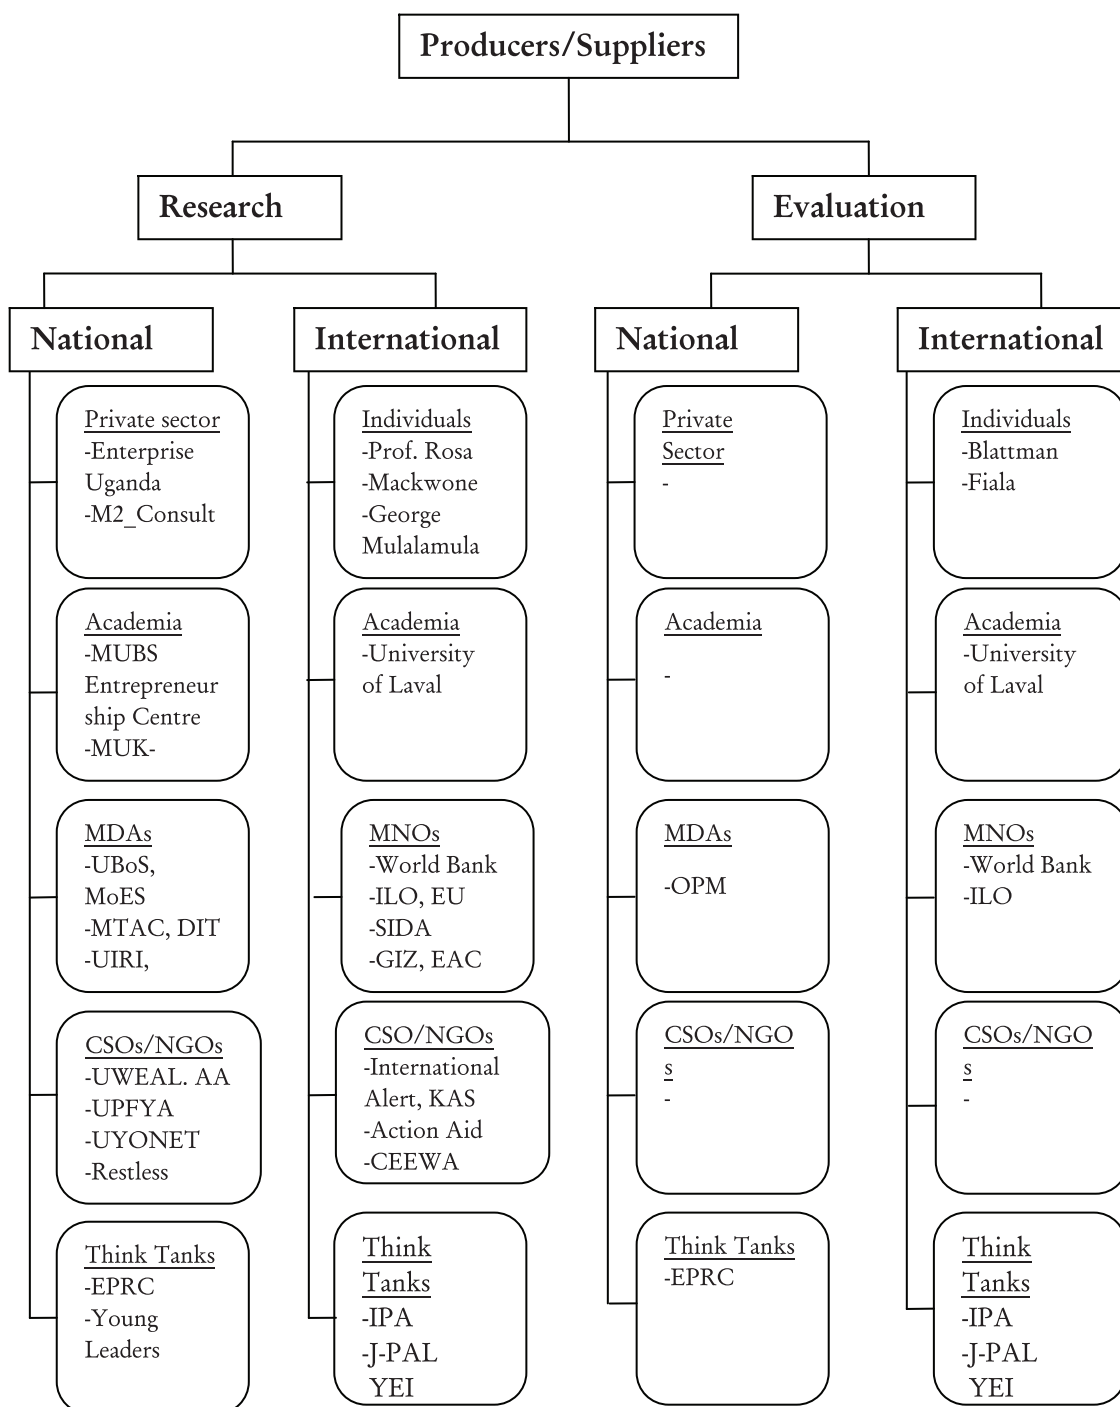 Producers/Suppliers
Research
Evaluation
National
International
National
International
Private sector
-Enterprise
Uganda
-M2_Consult
Academia
-MUBS
Entrepreneur
ship Centre
-MUK-
MDAs
-UBoS,
MoES
-MTAC, DIT
-UIRI,
CSOs/NGOs
-UWEAL. AA
-UPFYA
-UYONET
-Restless
Think Tanks
-EPRC
-Young
Leaders
Individuals
-Prof. Rosa
-Mackwone
-George
Mulalamula
Academia
-University
of Laval
MNOs
-World Bank
-ILO, EU
-SIDA
-GIZ, EAC
CSO/NGOs
-International
Alert, KAS
-Action Aid
-CEEWA
Think
Tanks
-IPA
-J-PAL
YEI
Private
Sector
-
Academia
-
MDAs
-OPM
CSOs/NGO
s
-
Think Tanks
-EPRC
Individuals
-Blattman
-Fiala
Academia
-University
of Laval
MNOs
-World Bank
-ILO
CSOs/NGO
s
-
Think
Tanks
-IPA
-J-PAL
YEI